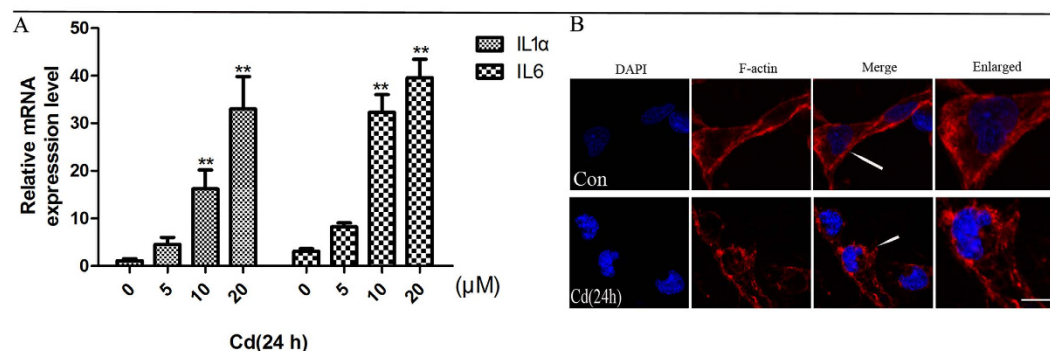 A
Relative mRNA
expresssion level
50
40
30
20
10
0
**
**
**
**
IL1α
IL6
0
5
10
20
0
5
10
20
(μM)
Cd(24 h)
B
DAPI
F-actin
Merge
Enlarged
Con
Cd(24h)